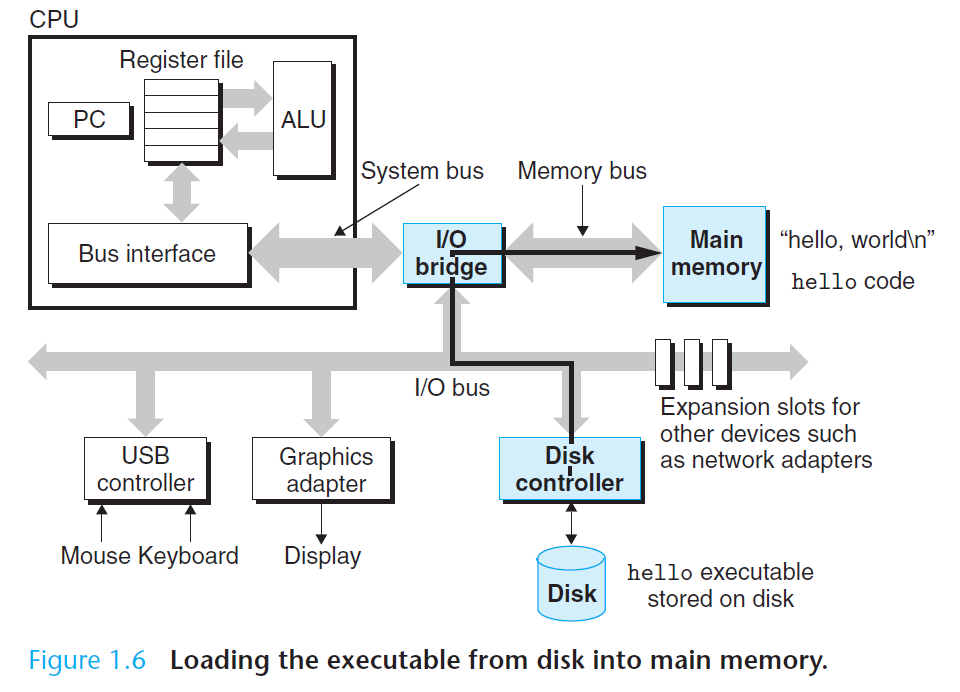 CPU
Register file
PC
ALU
System bus
Memory bus
Bus interface
I/O
bridge
Main
memory
“hello, world\n”
hello code
I/O bus
Expansion slots for
other devices such
as network adapters
USB
controller
Graphics
adapter
Disk
controller
Mouse Keyboard
Display
Disk
hello executable
stored on disk
Figure 1.6 Loading the executable from disk into main memory.